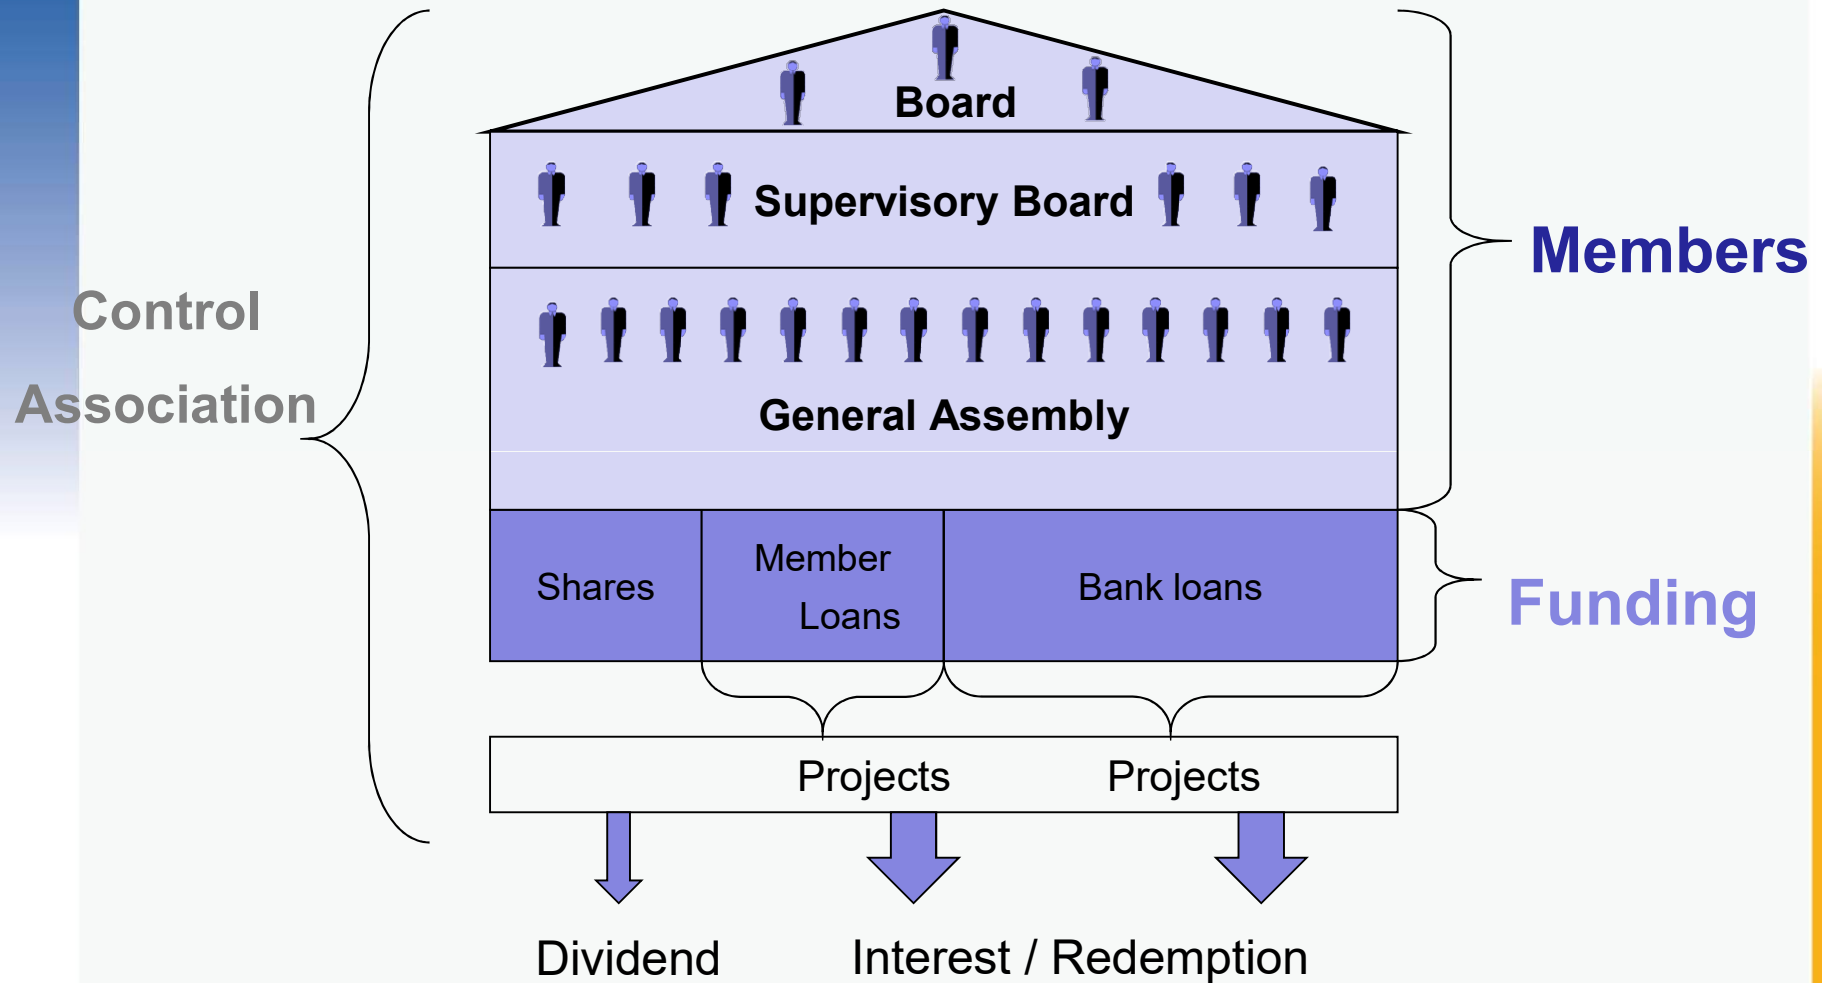 Board
Supervisory Board
Members
Control
Association
General Assembly
Shares
Member
Loans
Bank loans
Funding
Projects Projects
Dividend Interest / Redemption